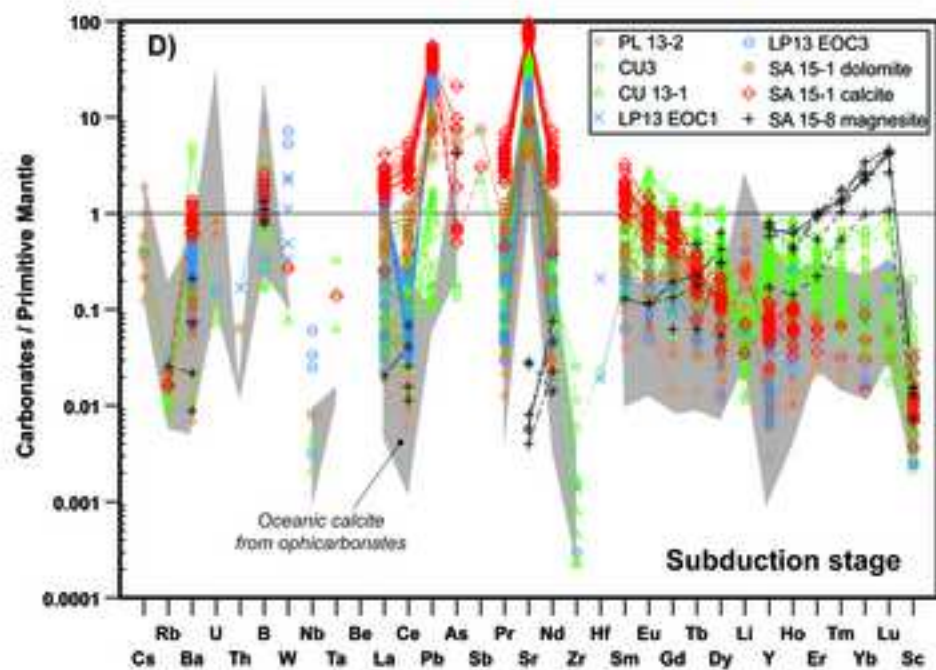 D)
100
10
1
0.1
0.01
0.001
0.0001
Carbonates / Primitive Mantle
PL 13-2
CU3
CU 13-1
LP13 EOC1
LP13 EOC3
SA 15-1 dolomite
SA 15-1 calcite
SA 15-8 magnesite
Oceanic calcite
from ophicarbonates
Subduction stage
Rb U B Nb Be Ce As Pr Nd Hf Eu Tb Li Ho Tm Lu
Cs Ba Th W Ta La Pb Sb Sr Zr Sm Gd Dy Y Er Yb Sc